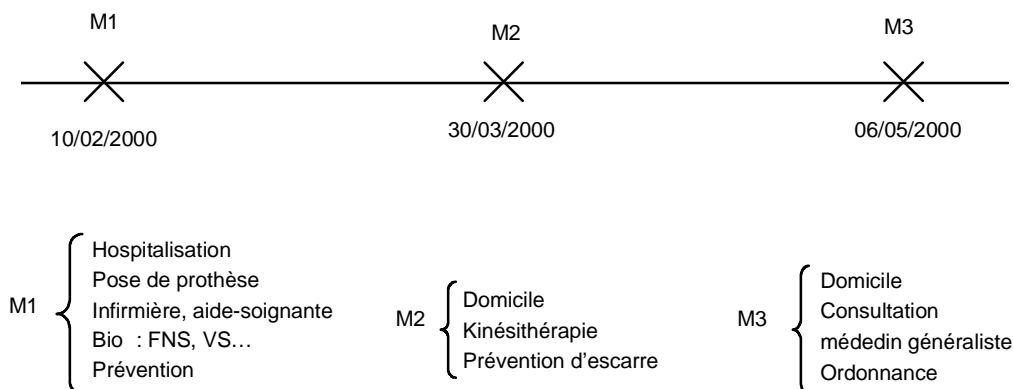 M1
M2
M3
10/02/2000
30/03/2000
06/05/2000
M1
Hospitalisation
Pose de prothèse
Infirmière, aide-soignante
Bio : FNS, VS…
Prévention
M2
Domicile
Kinésithérapie
Prévention d'escarre
M3
Domicile
Consultation
médedin généraliste
Ordonnance